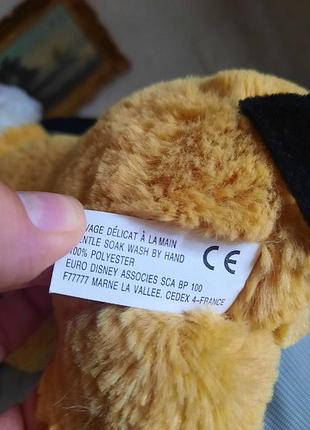 VAGE DÉLICAT À LA MAIN
ENTLE SOAK WASH BY HAND
100% POLYESTER
EURO DISNEY ASSOCIES SCA BP 100
F77777 MARNE LA VALLEE. CEDEX 4-FRANCE
CE